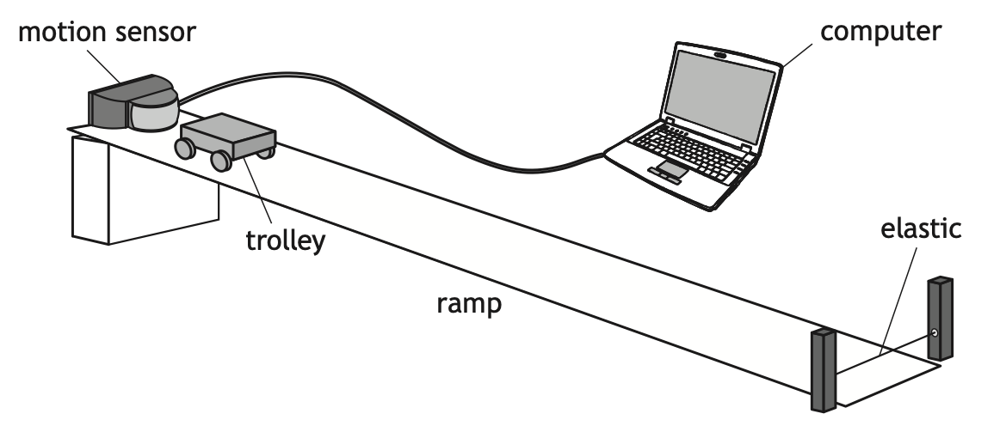 motion sensor
computer
trolley
elastic
ramp